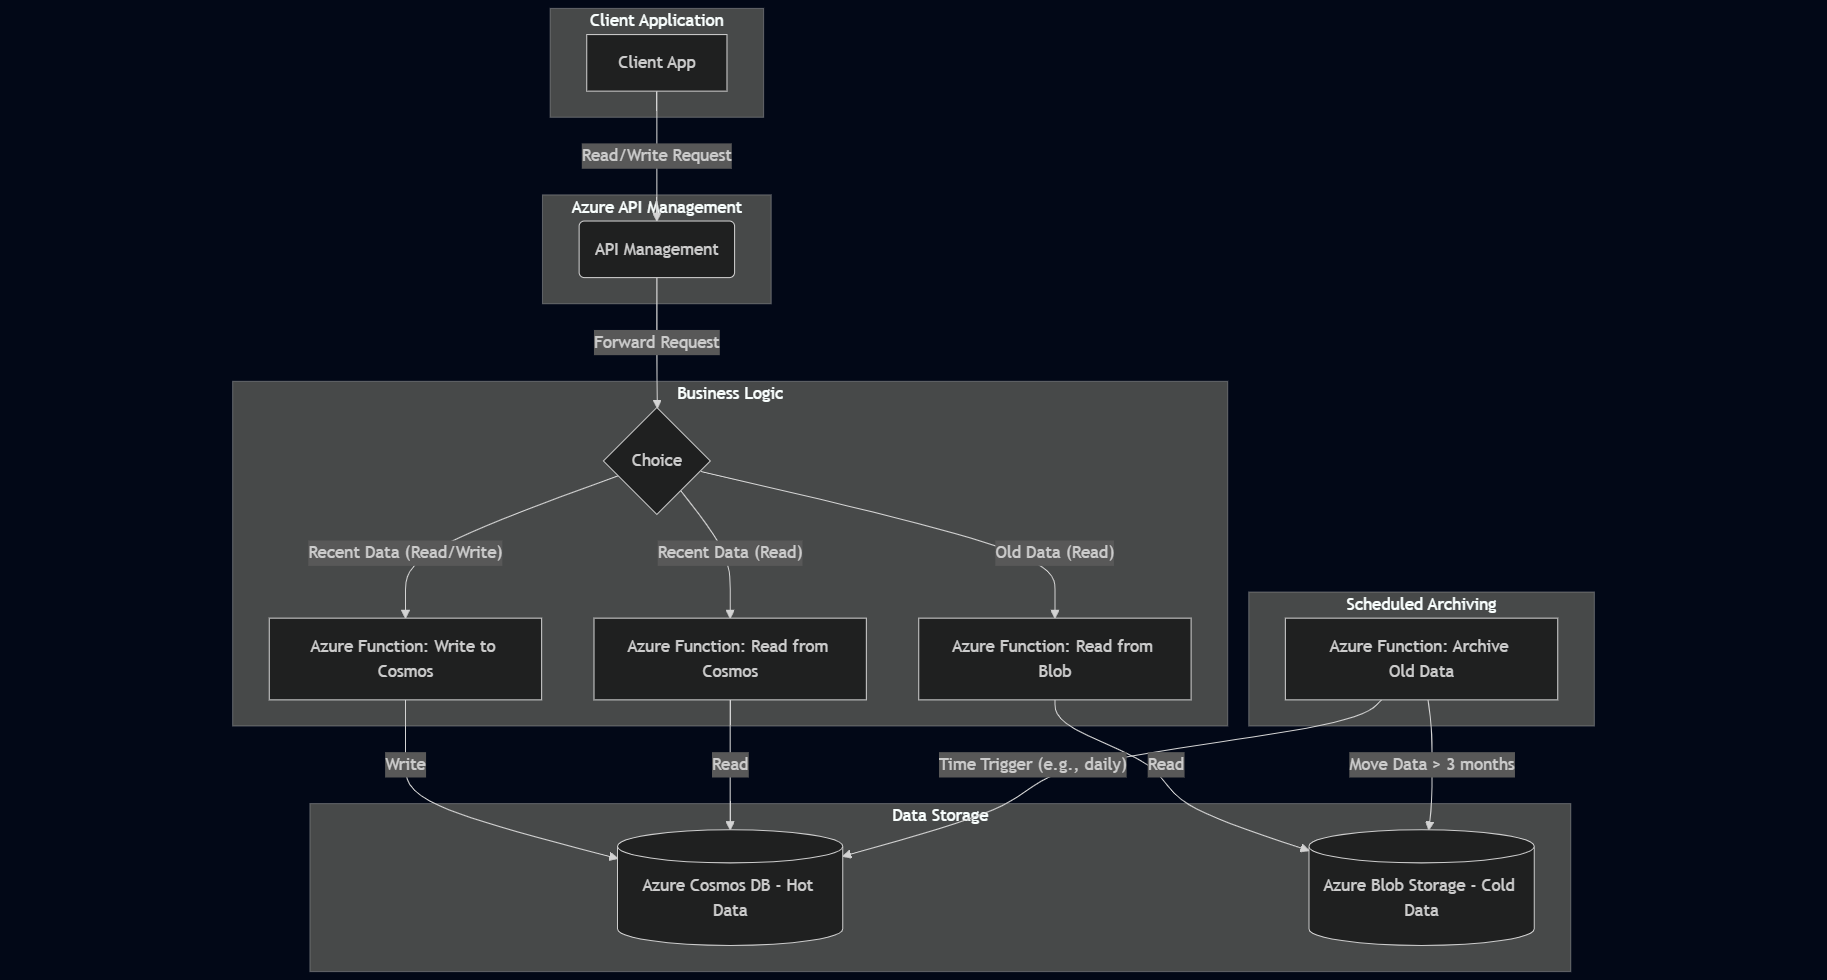 Client Application
Client App
Read/Write Request
Azure API Management
API Management
Forward Request
Business Logic
Choice
Recent Data (Read/Write)
Recent Data (Read)
Old Data (Read)
Scheduled Archiving
Azure Function: Write to
Cosmos
Azure Function: Read from
Cosmos
Azure Function: Read from
Blob
Azure Function: Archive
Old Data
Write
Read
Time Trigger (e.g., daily)
Read
Move Data > 3 months
Data Storage
Azure Cosmos DB - Hot
Data
Azure Blob Storage - Cold
Data